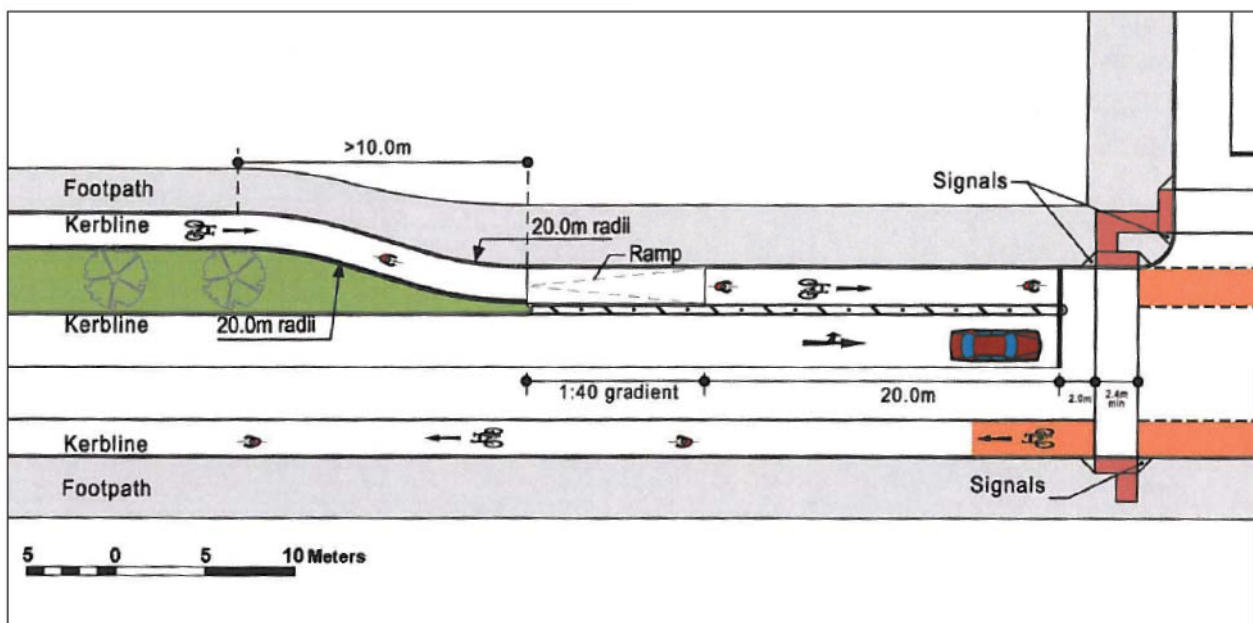 >10.0m
Footpath
Signals
Kerbline
20.0m radii
Ramp
Kerbline
20.0m radii
1:40 gradient
20.0m
2.0m
2.4m
min
Kerbline
Footpath
Signals
5 0 5 10 Meters